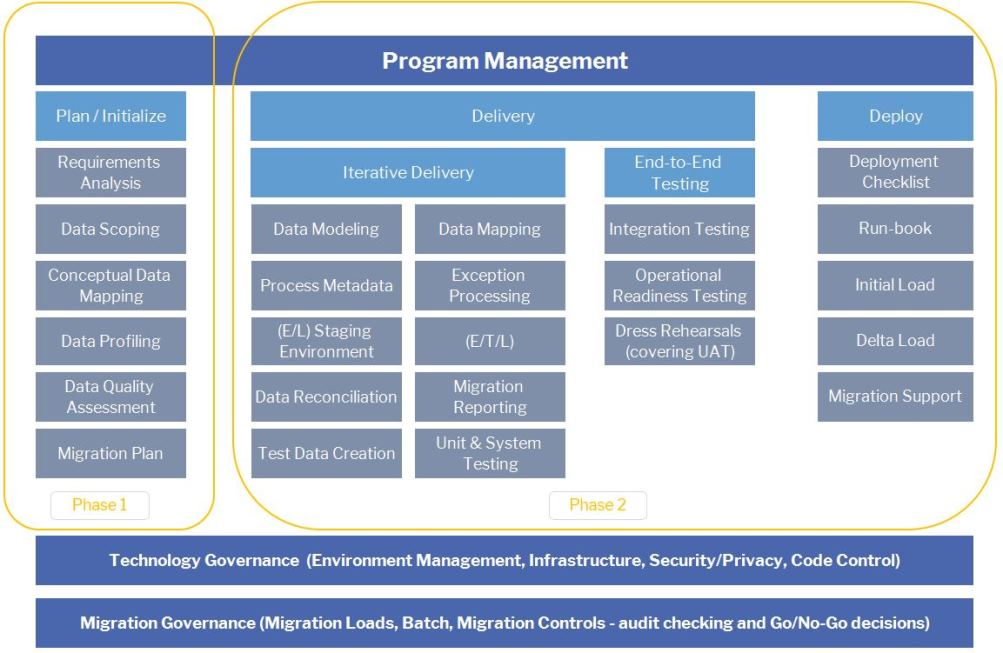 Program Management
Plan / Initialize
Requirements
Analysis
Data Scoping
Conceptual Data
Mapping
Data Profiling
Data Quality
Assessment
Migration Plan
Phase 1
Delivery
Iterative Delivery
Data Modeling
Process Metadata
(E/L) Staging
Environment
Data Reconciliation
Test Data Creation
Data Mapping
Exception
Processing
(E/T/L)
Migration
Reporting
Unit & System
Testing
End-to-End
Testing
Integration Testing
Operational
Readiness Testing
Dress Rehearsals
(covering UAT)
Deploy
Deployment
Checklist
Run-book
Initial Load
Delta Load
Migration Support
Phase 2
Technology Governance (Environment Management, Infrastructure, Security/Privacy, Code Control)
Migration Governance (Migration Loads, Batch, Migration Controls - audit checking and Go/No-Go decisions)